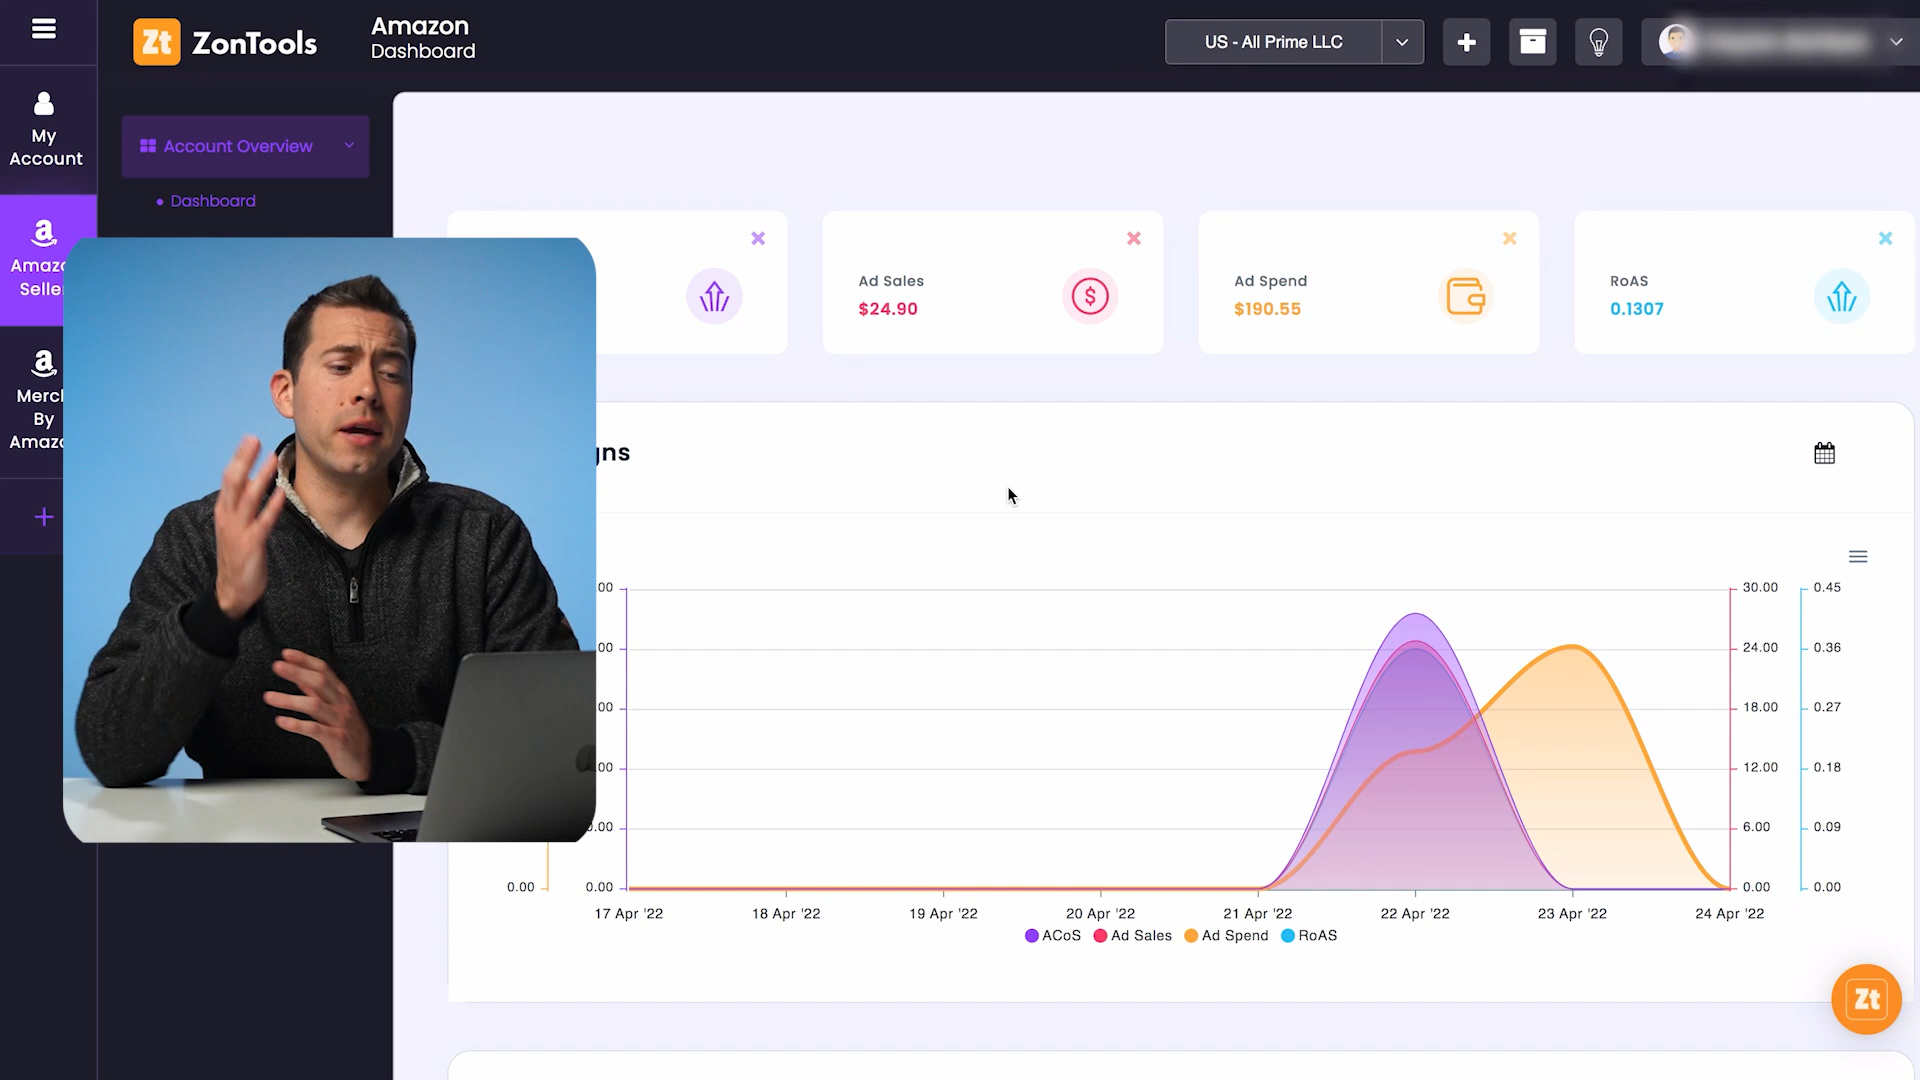 Zt ZonTools
Amazon
Dashboard
US - All Prime LLC
My
Account
Account Overview
Dashboard
Ad Sales
$24.90
Ad Spend
$190.55
RoAS
0.1307
30.00
0.45
24.00
0.36
18.00
0.27
12.00
0.18
6.00
0.09
0.00
0.00
0.00
0.00
17 Apr '22
18 Apr '22
19 Apr '22
20 Apr '22
21 Apr '22
22 Apr '22
23 Apr '22
24 Apr '22
ACoS
Ad Sales
Ad Spend
RoAS
By
Zt